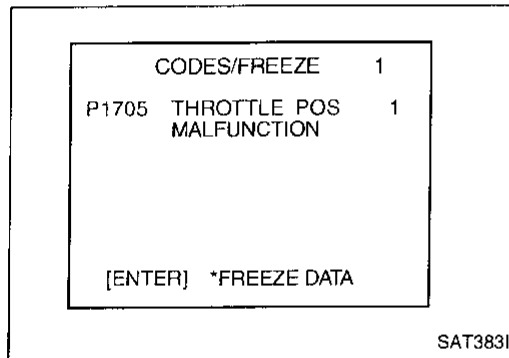 CODES/FREEZE 1
P1705 THROTTLE POS 1
MALFUNCTION
[ENTER] *FREEZE DATA
SAT383I